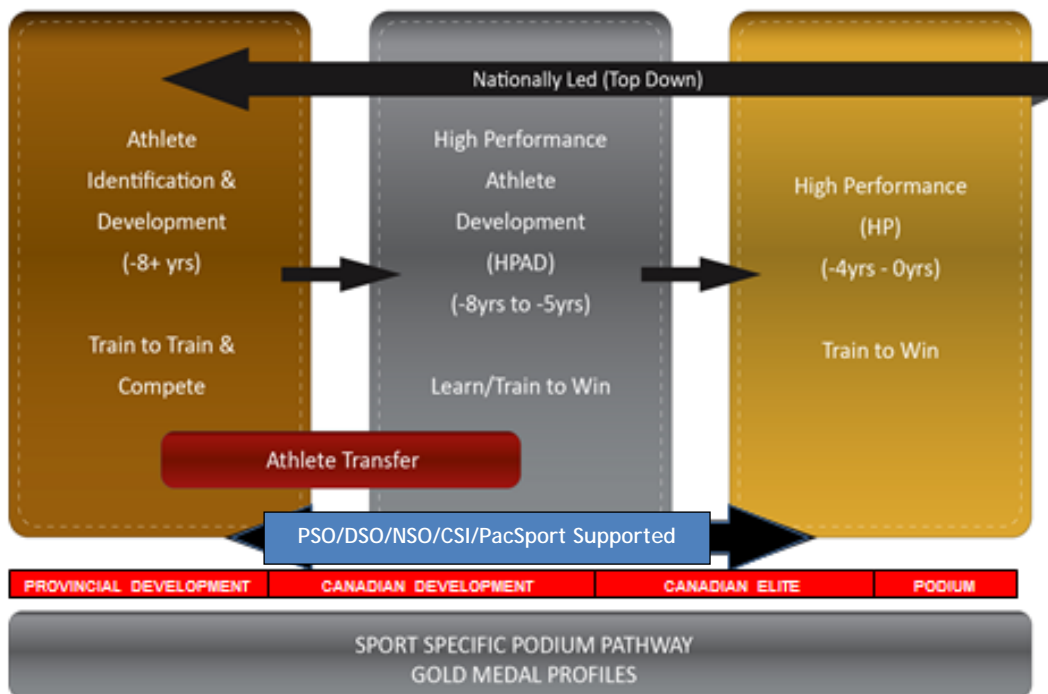 Nationally Led (Top Down)
Athlete
Identification &
Development
(-8+ yrs)
Train to Train &
Compete
High Performance
Athlete
Development
(HPAD)
(-8yrs to -5yrs)
Learn/Train to Win
High Performance
(HP)
(-4yrs - 0yrs)
Train to Win
Athlete Transfer
PSO/DSO/NSO/CSI/PacSport Supported
PROVINCIAL DEVELOPMENT
CANADIAN DEVELOPMENT
CANADIAN ELITE
PODIUM
SPORT SPECIFIC PODIUM PATHWAY
GOLD MEDAL PROFILES